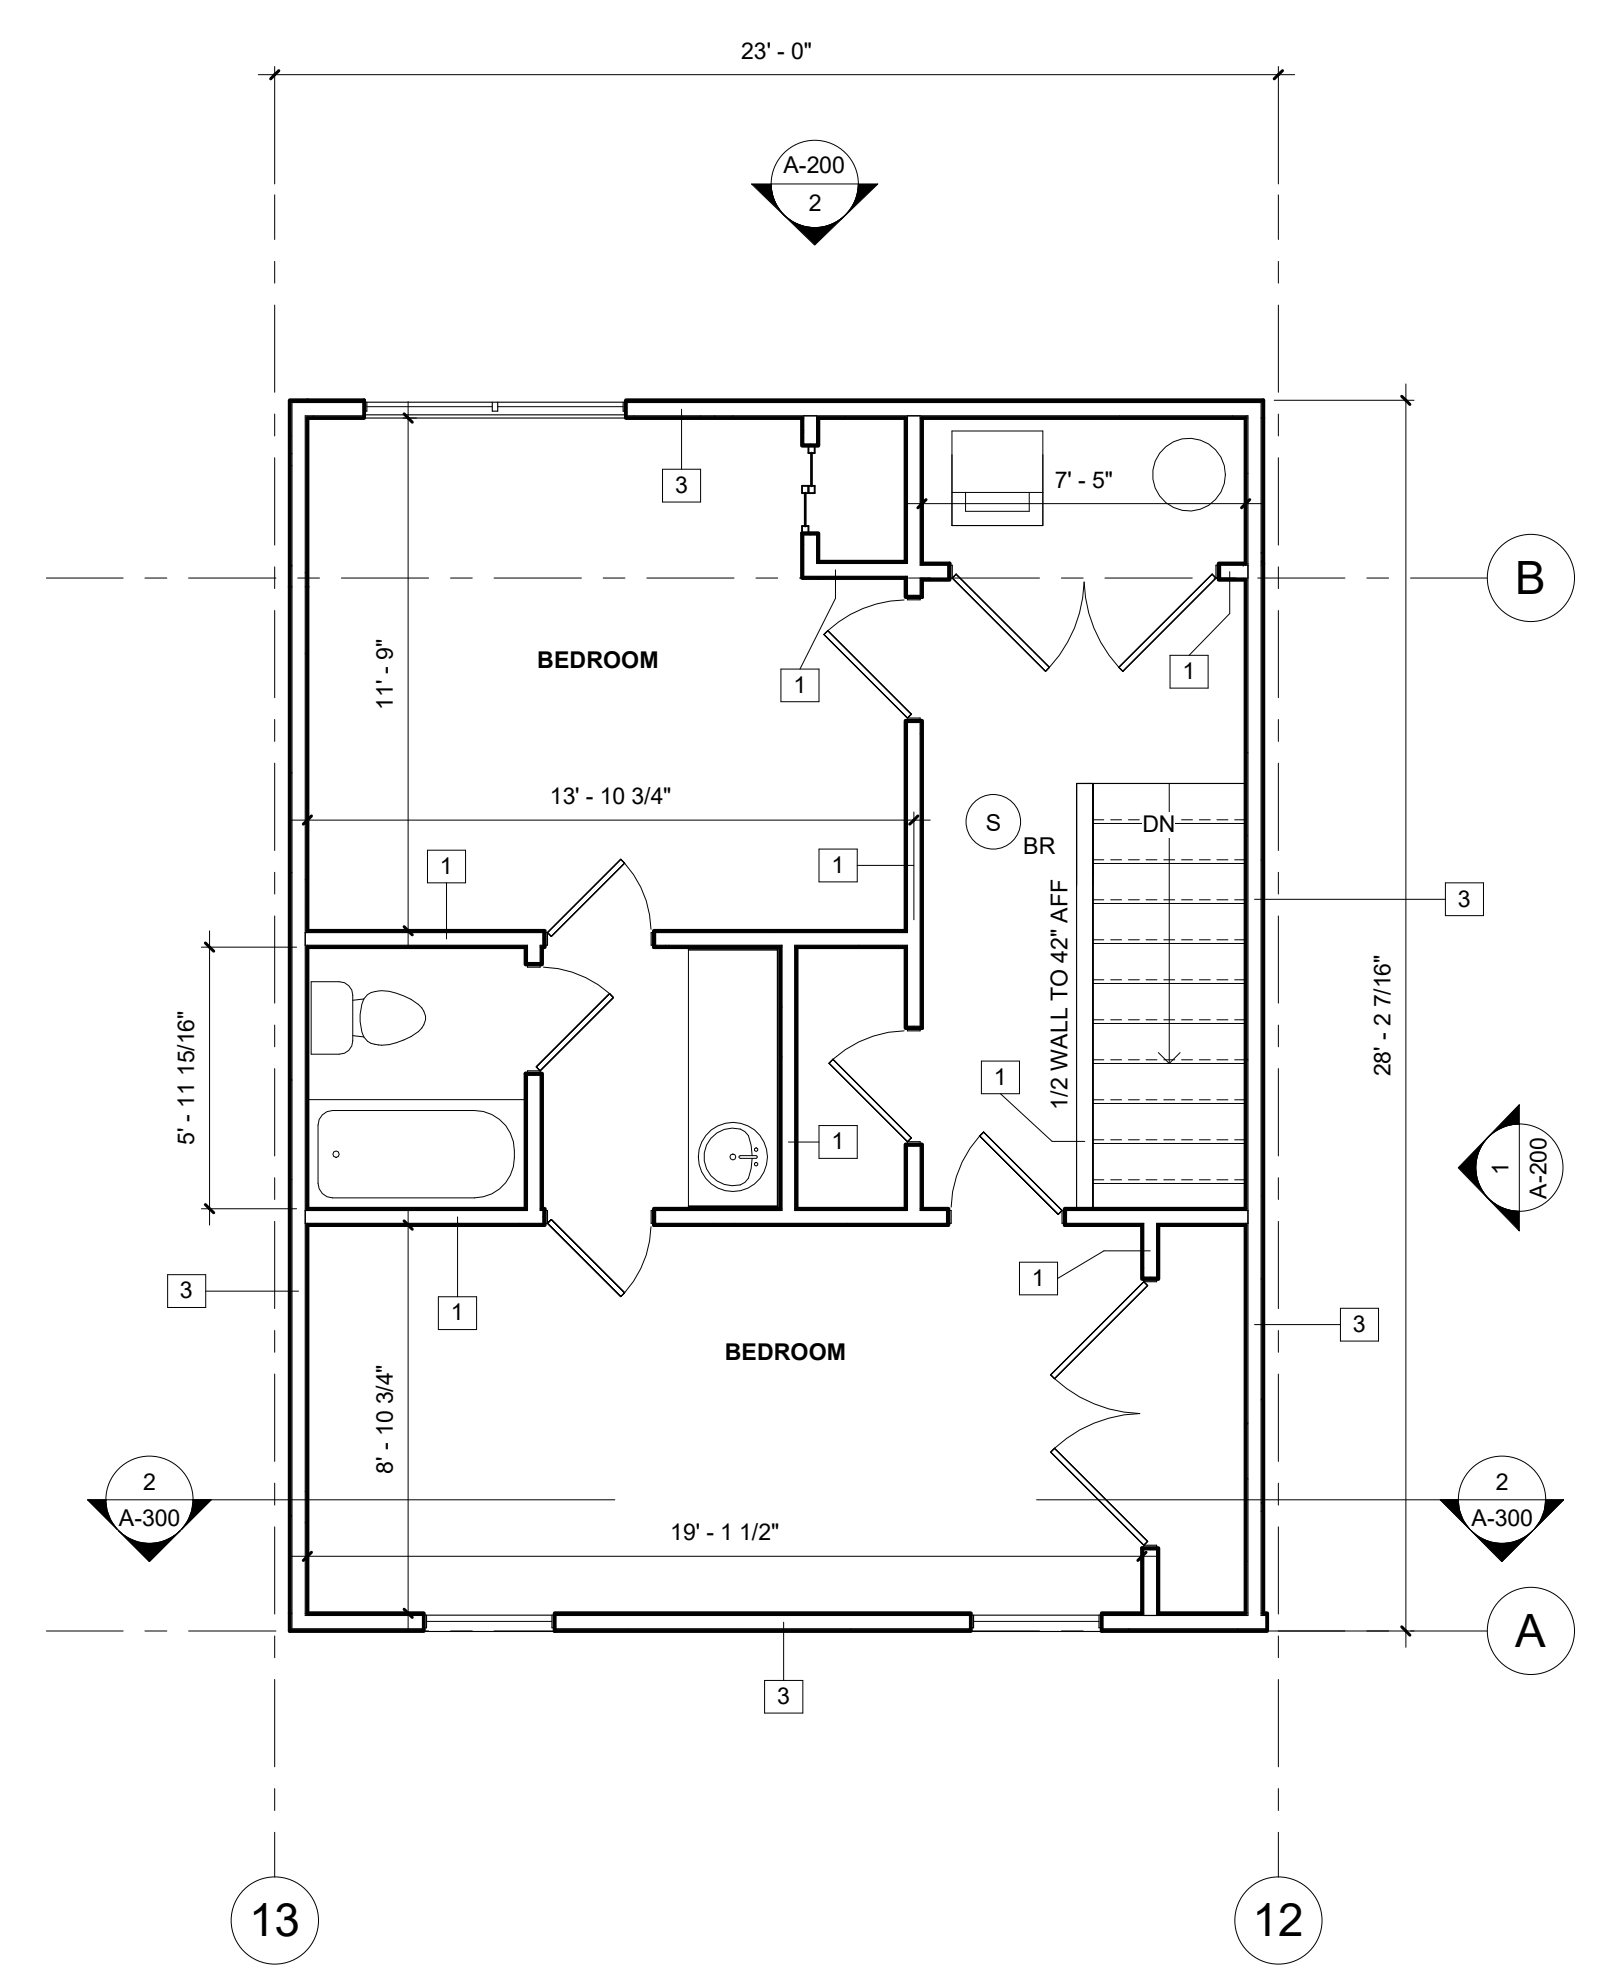 23' - 0"
A-200
2
3
7' - 5"
B
BEDROOM
11' - 9"
1
1
13' - 10 3/4"
S
BR
DN
1
1
3
1/2 WALL TO 42" AFF
28' - 2 7/16"
5' - 11 15/16"
1
1
1
A-200
3
1
1
3
BEDROOM
8' - 10 3/4"
2
A-300
2
A-300
19' - 1 1/2"
A
3
13
12